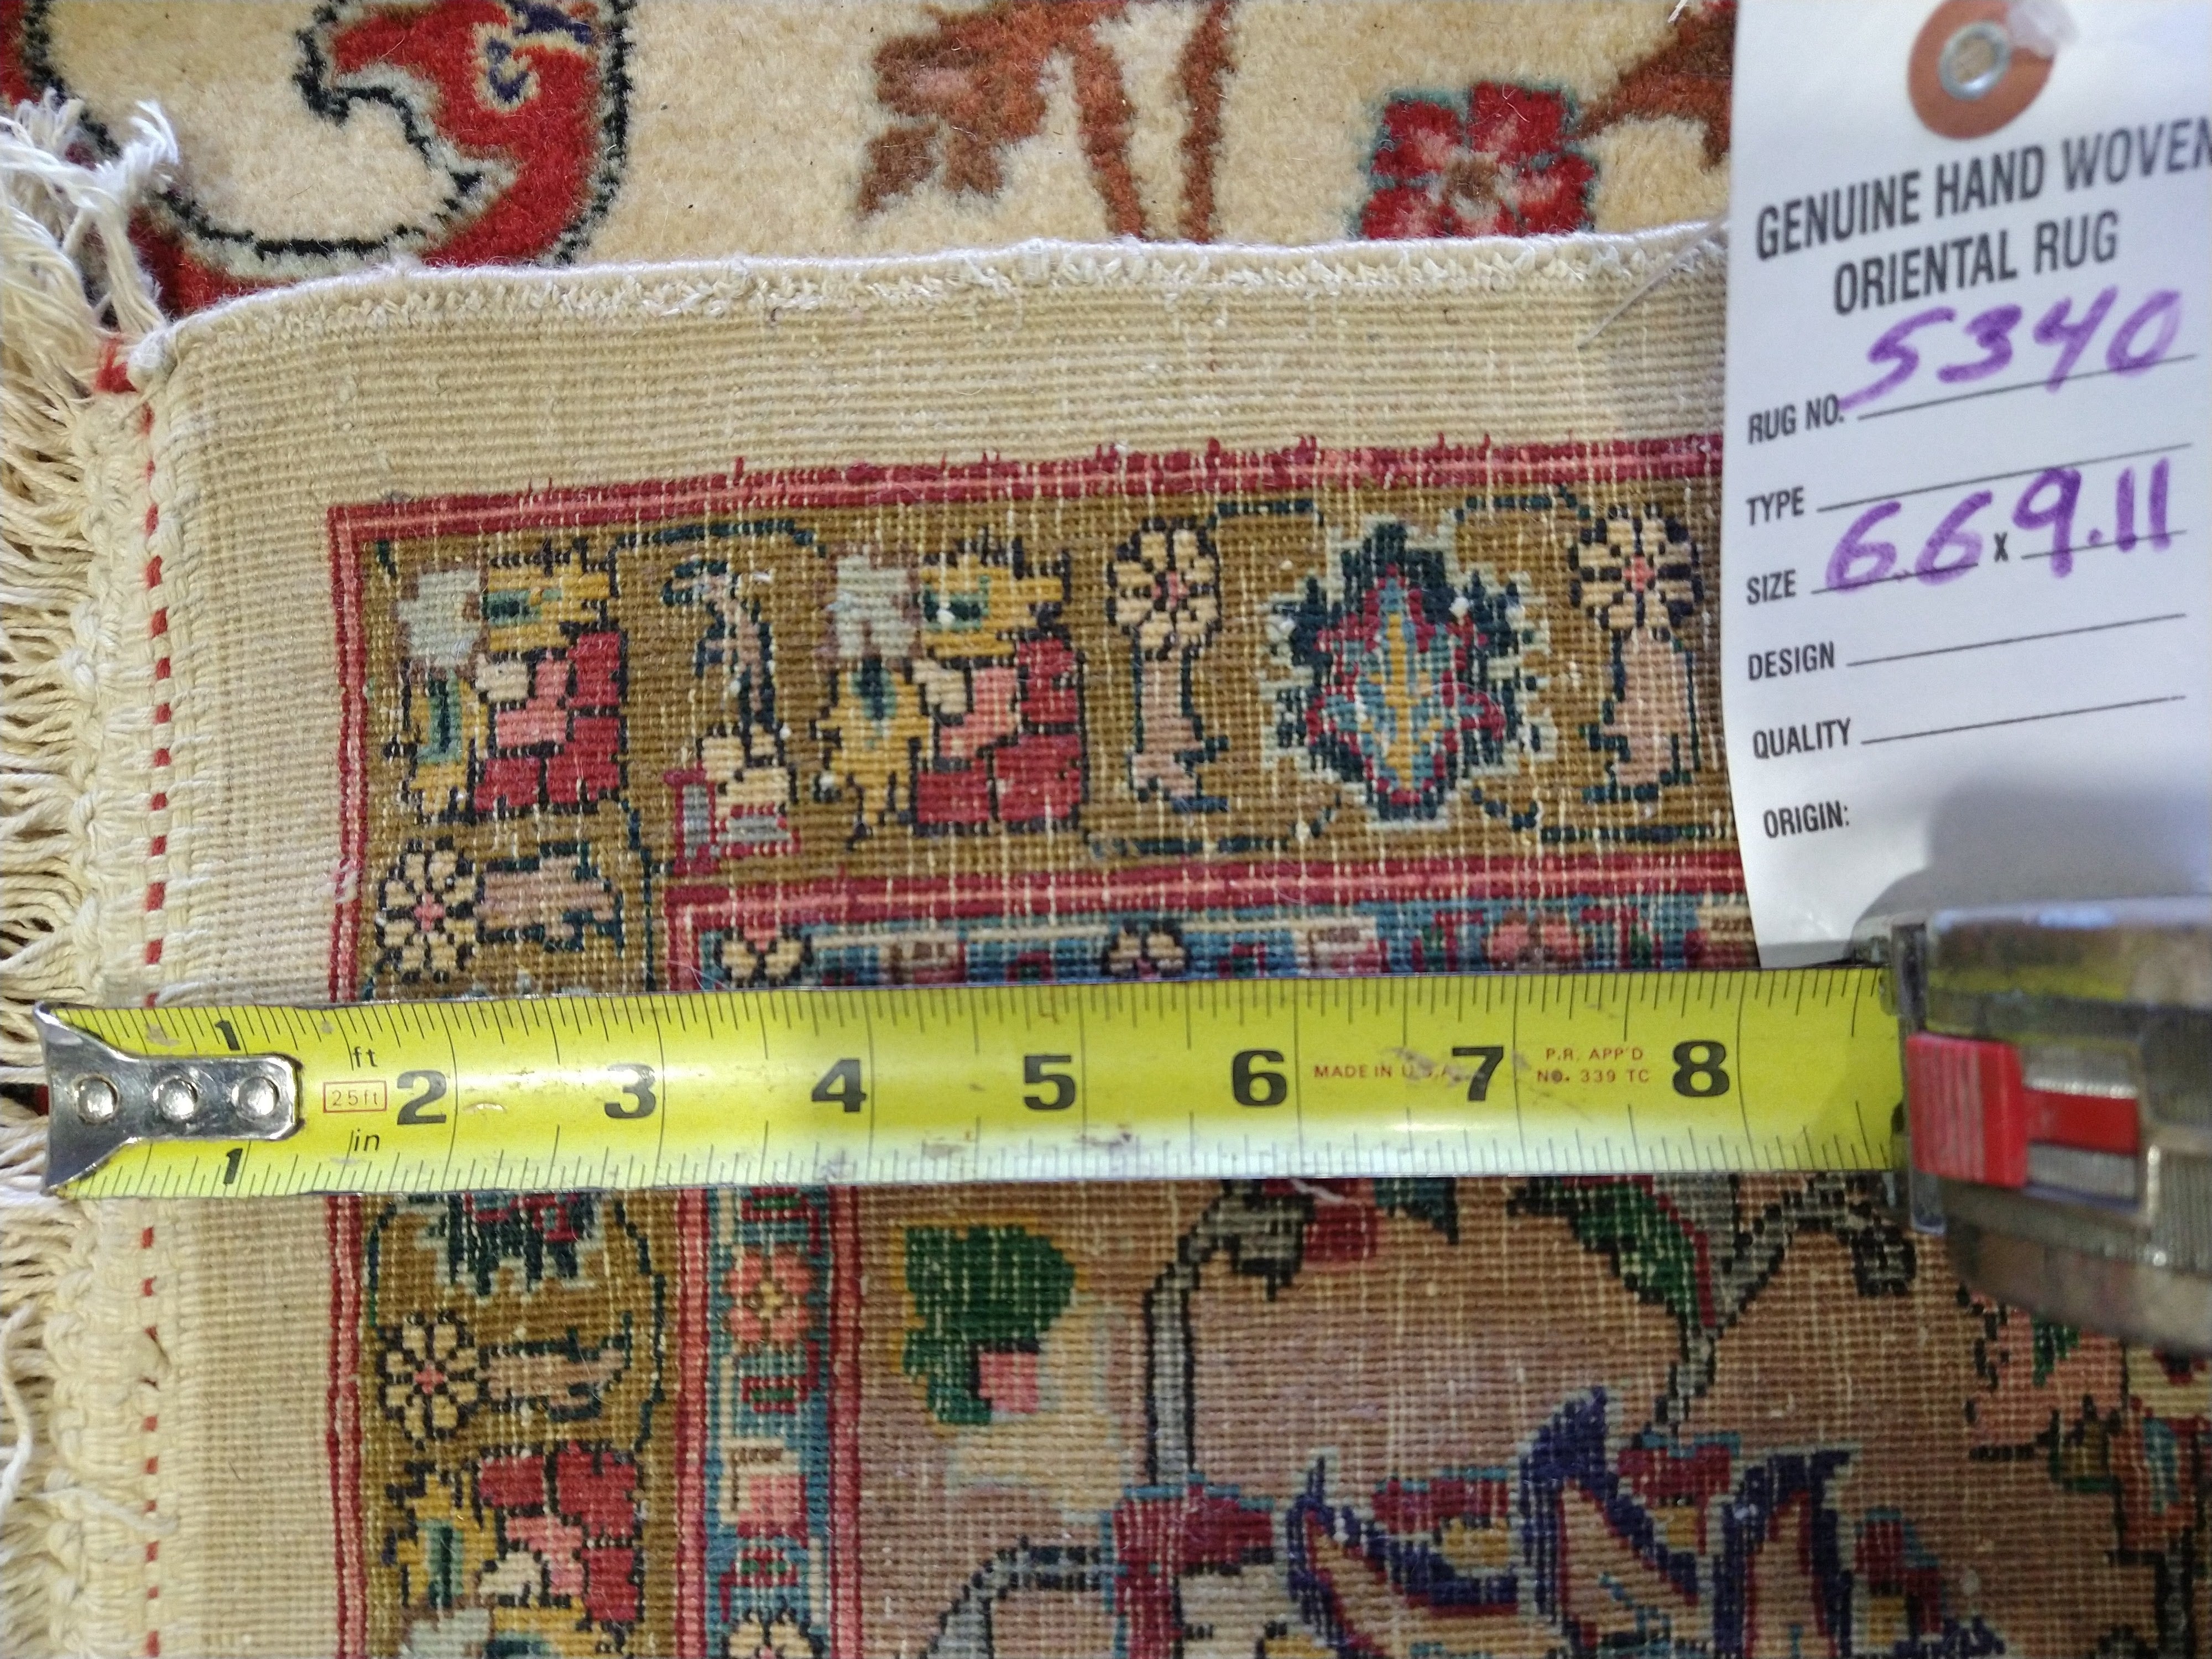 GENUINE HAND WOVEN
ORIENTAL RUG
RUG NO. 5340
TYPE
SIZE 6.6 x 9.11
DESIGN
QUALITY
ORIGIN:
1
ft
25ft
in
1
2 3 4 5 6 MADE IN U.S.A. 7 P.R. APP'D 8
NO. 339 TC